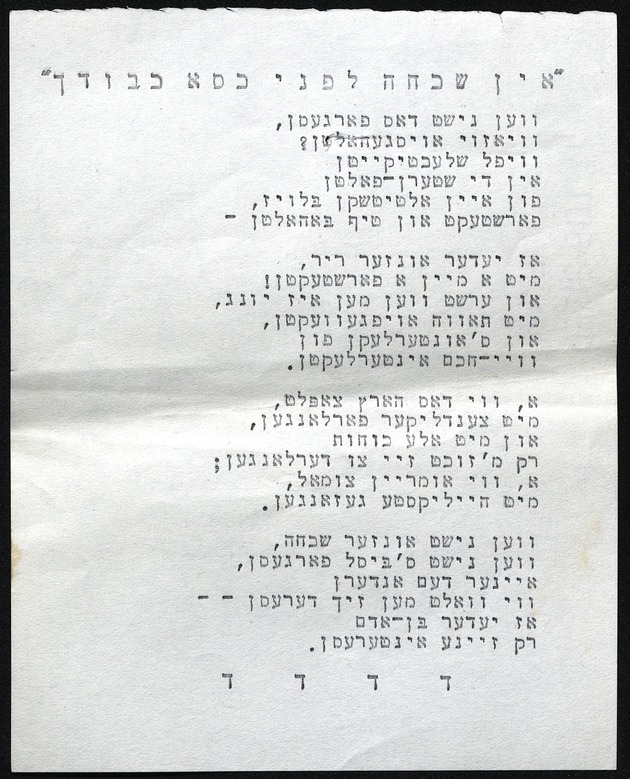 "אין שכחה לפני כסא כבודך"
ווען נישט דאס פארגעסן,
וויאזוי אויסגעהאלטן?
וויפל שלעכטיקייטן
אין די שטערן־פאלטן
פון איין אלטיטשקן בלויז,
פארשטעקט און טיף באהאלטן -
אז יעדער אונזער ריר,
מיט א מיין א פארשטעקטן!
און ערשט ווען מען איז יונג,
מיט תאווה אויפגעוועקטן,
און ס'אונטערלעקן פון
וויי־חכם אינטערלעקטן.
א, ווי דאס הארץ צאפלט,
מיט צענדליקער פארלאנגען,
און מיט אלע כוחות
רק מ'זוכט זיי צו דערלאנגען;
א, ווי אומריין צומאל,
מיט הייליקסטע געזאנגען.
ווען נישט אונזער שכחה,
ווען נישט ס'ביסל פארגעסן,
איינער דעם אנדערן
ווי וואלט מען זיך דערעסן - -
אז יעדער בן־אדם
רק זיינע אינטערעסן.
ד ד ד ד